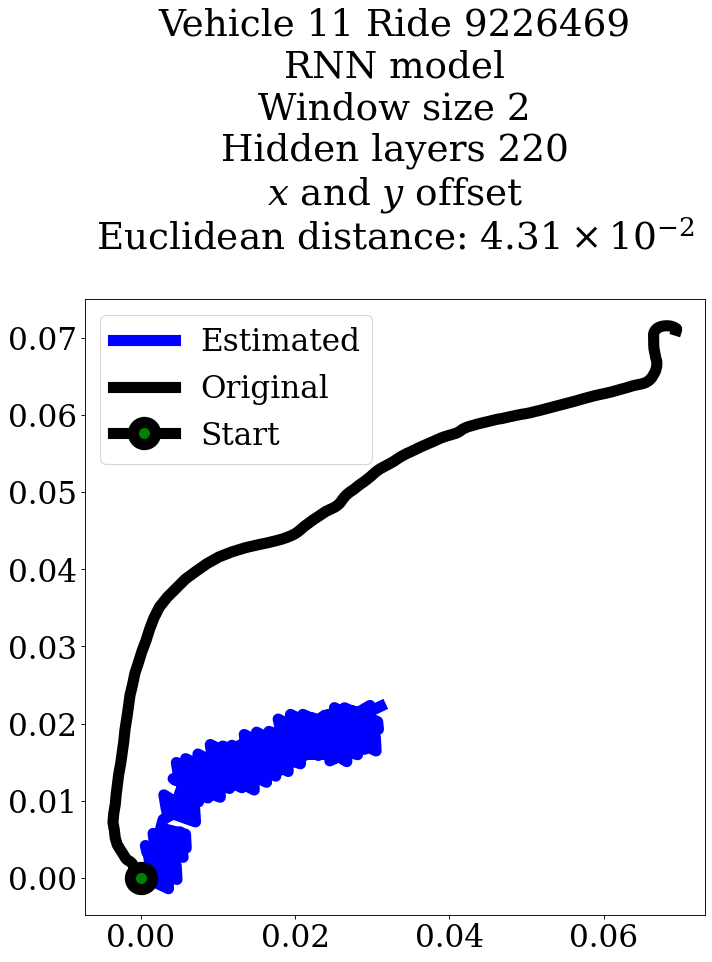 Vehicle 11 Ride 9226469
RNN model
Window size 2
Hidden layers 220
x and y offset
Euclidean distance: 4.31 × 10⁻²
Estimated
Original
Start
0.07
0.06
0.05
0.04
0.03
0.02
0.01
0.00
0.00 0.02 0.04 0.06